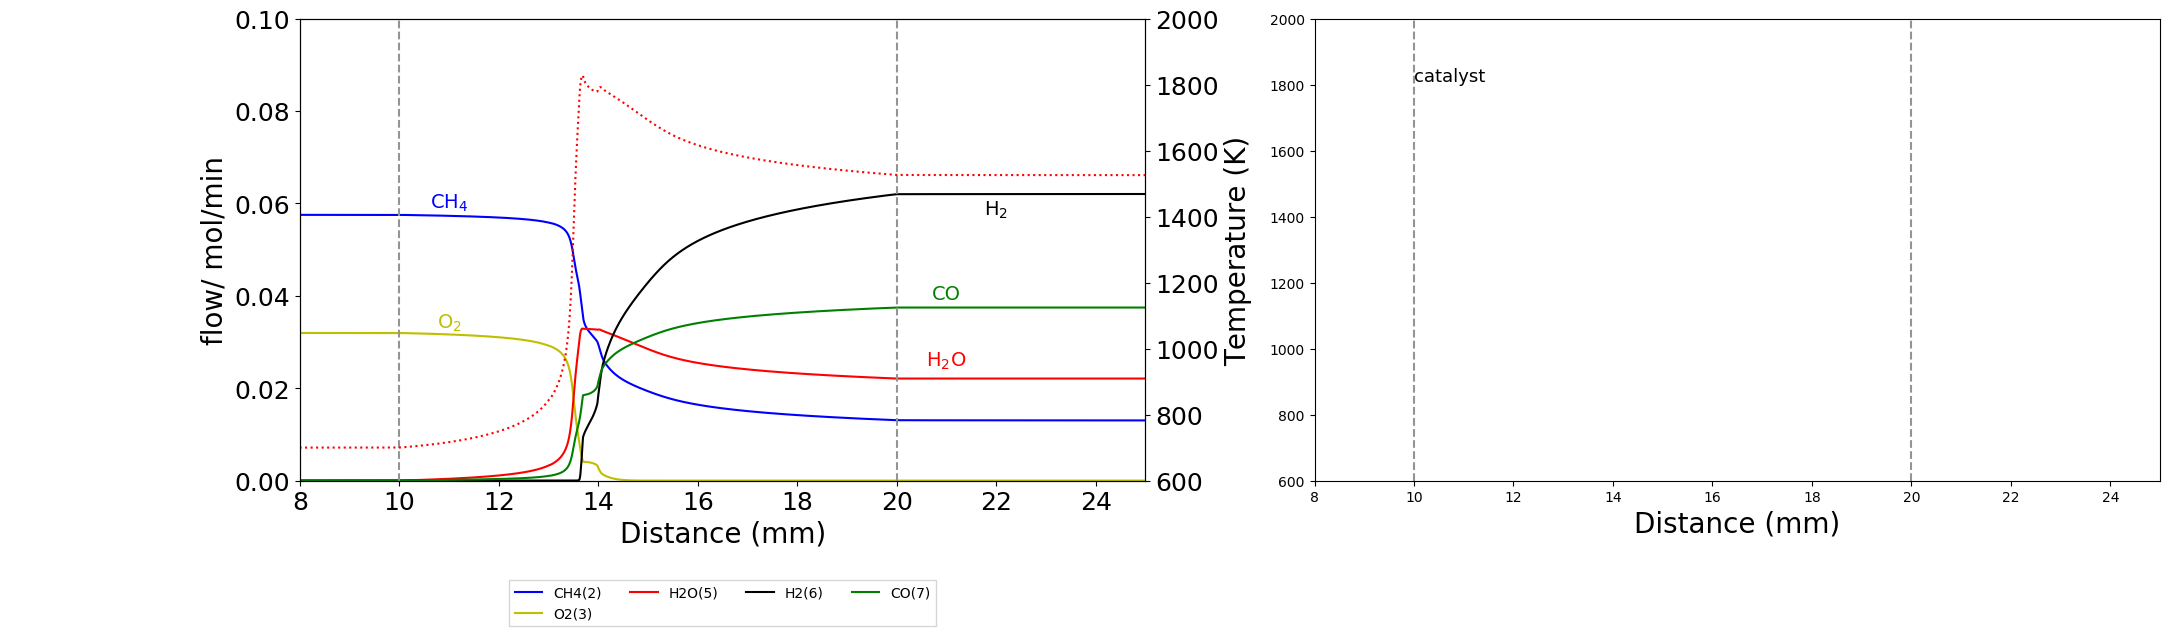 0.10
0.08
0.06
0.04
0.02
0.00
flow/ mol/min
8 10 12 14 16 18 20 22 24
Distance (mm)
CH₄
O₂
H₂
CO
H₂O
2000
1800
1600
1400
1200
1000
800
600
Temperature (K)
CH4(2) H2O(5) H2(6) CO(7)
O2(3)
2000
1800
1600
1400
1200
1000
800
600
catalyst
8 10 12 14 16 18 20 22 24
Distance (mm)